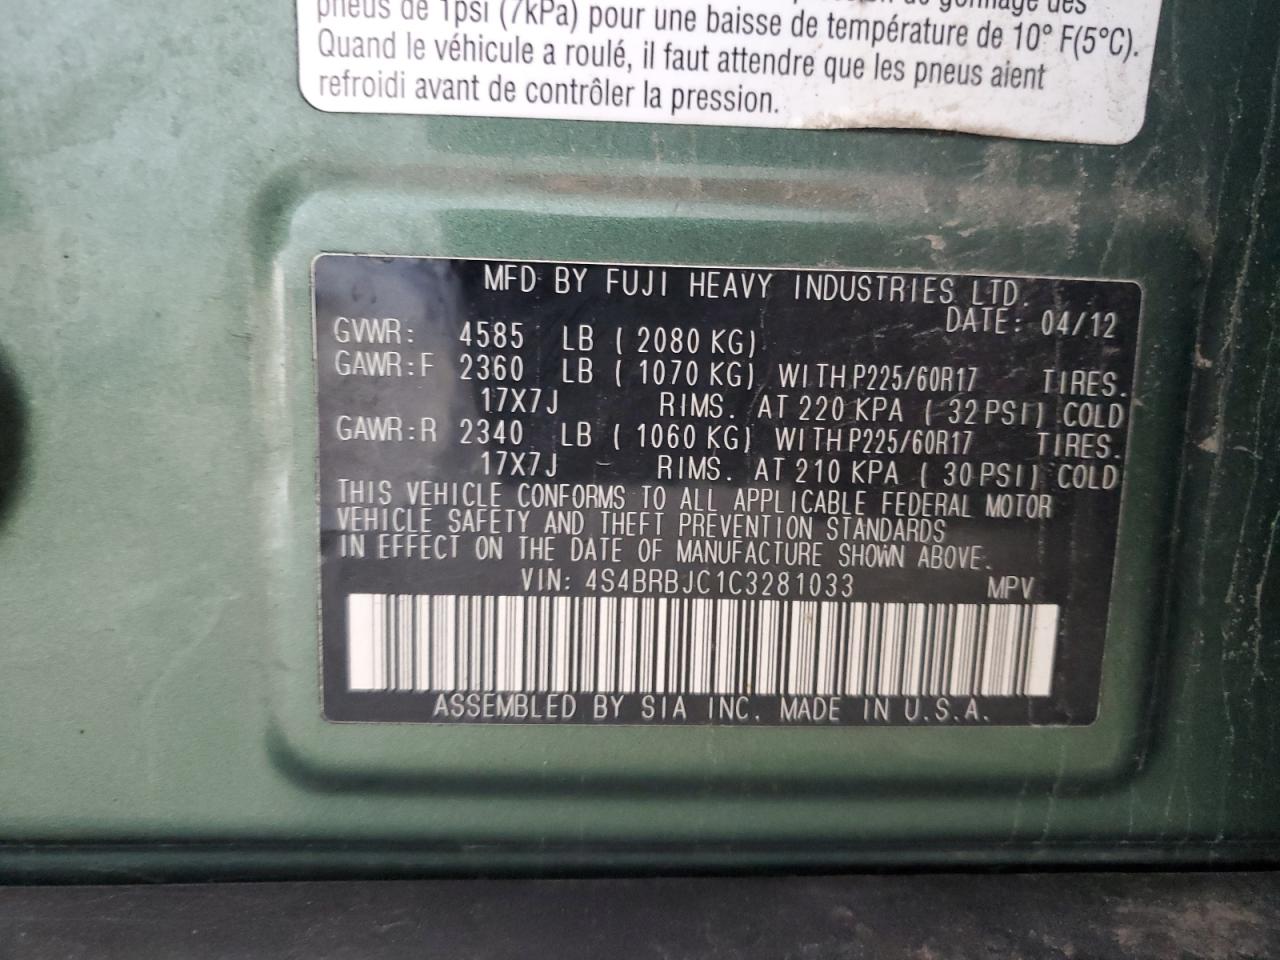 pneus de 1psi (7kPa) pour une baisse de température de 10° F(5°C).
Quand le véhicule a roulé, il faut attendre que les pneus aient
refroidi avant de contrôler la pression.
MFD BY FUJI HEAVY INDUSTRIES LTD.
DATE: 04/12
GVWR: 4585 LB ( 2080 KG)
GAWR:F 2360 LB ( 1070 KG) WITH P225/60R17 TIRES.
17X7J RIMS. AT 220 KPA ( 32 PSI) COLD
GAWR:R 2340 LB ( 1060 KG) WITH P225/60R17 TIRES.
17X7J RIMS. AT 210 KPA ( 30 PSI) COLD
THIS VEHICLE CONFORMS TO ALL APPLICABLE FEDERAL MOTOR
VEHICLE SAFETY AND THEFT PREVENTION STANDARDS
IN EFFECT ON THE DATE OF MANUFACTURE SHOWN ABOVE.
VIN: 4S4BRBJC1C3281033 MPV
ASSEMBLED BY SIA INC. MADE IN U.S.A.